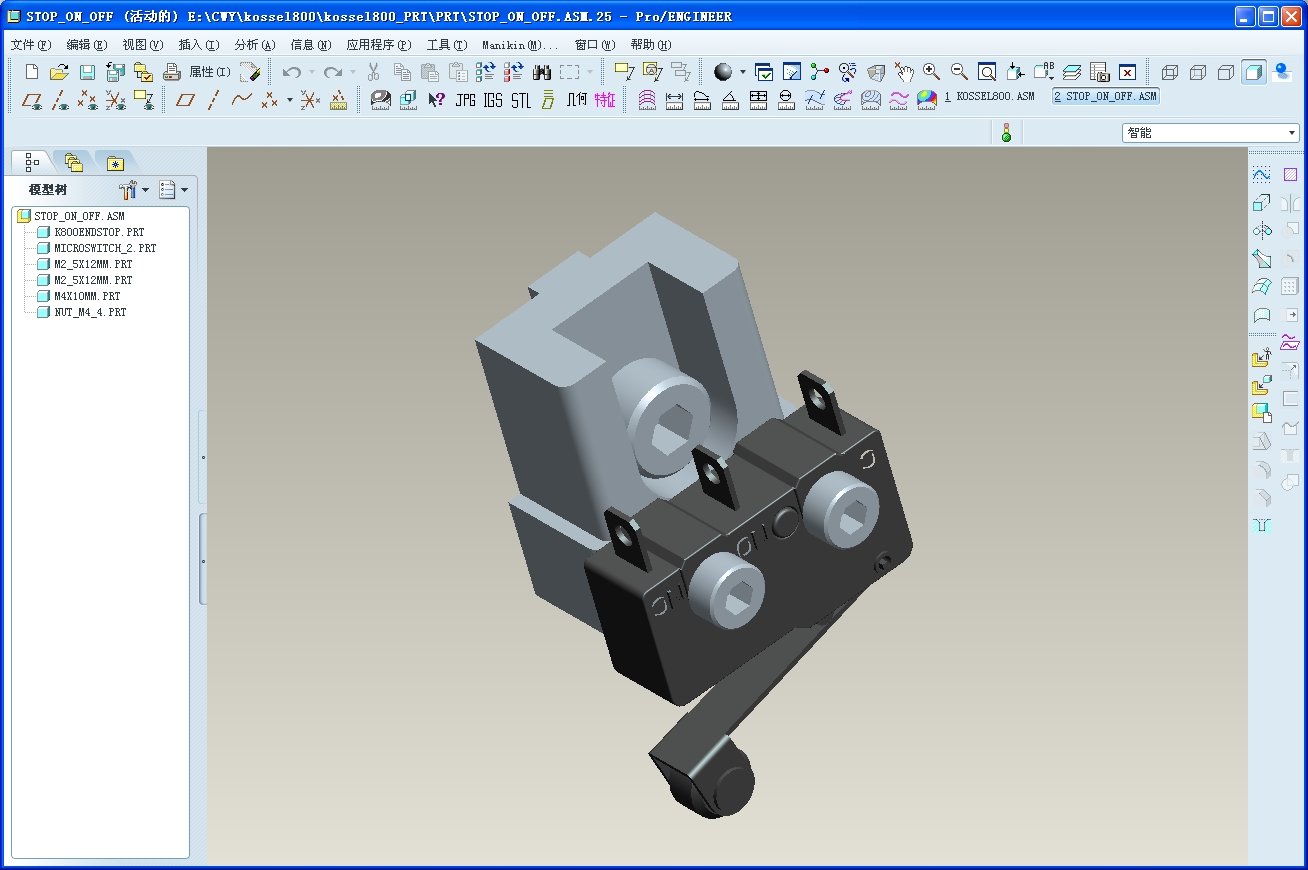 STOP_ON_OFF (活动的) E:\CWY\kossel800\kossel800_PRT\PRT\STOP_ON_OFF.ASM.25 - Pro/ENGINEER
文件(F) 编辑(E) 视图(V) 插入(I) 分析(A) 信息(N) 应用程序(P) 工具(T) Manikin(M)... 窗口(W) 帮助(H)
属性(I)
JPG IGS STL 几何 特征 1 KOSSEL800.ASM 2 STOP_ON_OFF.ASM
智能
模型树
STOP_ON_OFF.ASM
K800ENDSTOP.PRT
MICROSWITCH_2.PRT
M2_5X12MM.PRT
M2_5X12MM.PRT
M4X10MM.PRT
NUT_M4_4.PRT